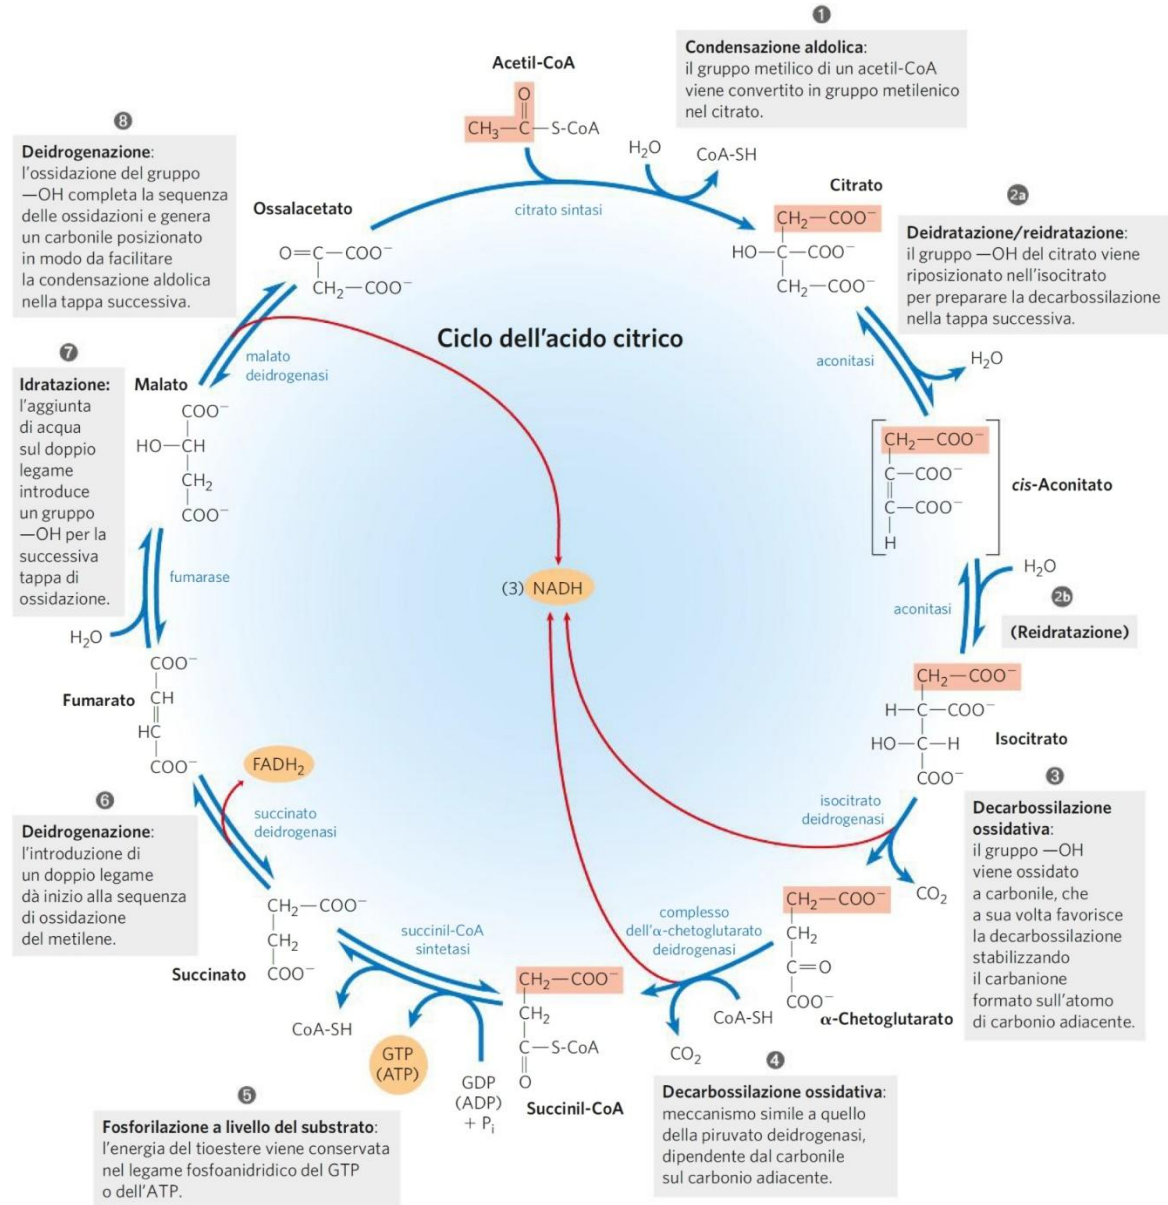 1
Condensazione aldolica:
il gruppo metilico di un acetil-CoA
viene convertito in gruppo metilenico
nel citrato.
Acetil-CoA
O
CH₃—C—S-CoA
H₂O
CoA-SH
citrato sintasi
Citrato
CH₂—COO⁻
HO—C—COO⁻
CH₂—COO⁻
2a
Deidratazione/reidratazione:
il gruppo —OH del citrato viene
riposizionato nell'isocitrato
per preparare la decarbossilazione
nella tappa successiva.
aconitasi
H₂O
CH₂—COO⁻
C—COO⁻
C—COO⁻
H
cis-Aconitato
aconitasi
H₂O
2b
(Reidratazione)
CH₂—COO⁻
H—C—COO⁻
HO—C—H
COO⁻
Isocitrato
3
Decarbossilazione
ossidativa:
il gruppo —OH
viene ossidato
a carbonile, che
a sua volta favorisce
la decarbossilazione
stabilizzando
il carbanione
formato sull'atomo
di carbonio adiacente.
isocitrato
deidrogenasi
CO₂
CH₂—COO⁻
CH₂
C=O
COO⁻
α-Chetoglutarato
complesso
dell'α-chetoglutarato
deidrogenasi
CoA-SH
CO₂
4
Decarbossilazione ossidativa:
meccanismo simile a quello
della piruvato deidrogenasi,
dipendente dal carbonile
sul carbonio adiacente.
CH₂—COO⁻
CH₂
C—S-CoA
O
Succinil-CoA
succinil-CoA
sintetasi
GDP
(ADP)
+ Pᵢ
GTP
(ATP)
CoA-SH
5
Fosforilazione a livello del substrato:
l'energia del tioestere viene conservata
nel legame fosfoanidridico del GTP
o dell'ATP.
CH₂—COO⁻
CH₂
COO⁻
Succinato
6
Deidrogenazione:
l'introduzione di
un doppio legame
dà inizio alla sequenza
di ossidazione
del metilene.
succinato
deidrogenasi
FADH₂
COO⁻
CH
HC
COO⁻
Fumarato
H₂O
fumarase
7
Idratazione:
l'aggiunta
di acqua
sul doppio
legame
introduce
un gruppo
—OH per la
successiva
tappa di
ossidazione.
Malato
COO⁻
HO—CH
CH₂
COO⁻
malato
deidrogenasi
8
Deidrogenazione:
l'ossidazione del gruppo
—OH completa la sequenza
delle ossidazioni e genera
un carbonile posizionato
in modo da facilitare
la condensazione aldolica
nella tappa successiva.
Ossalacetato
O=C—COO⁻
CH₂—COO⁻
Ciclo dell'acido citrico
(3) NADH